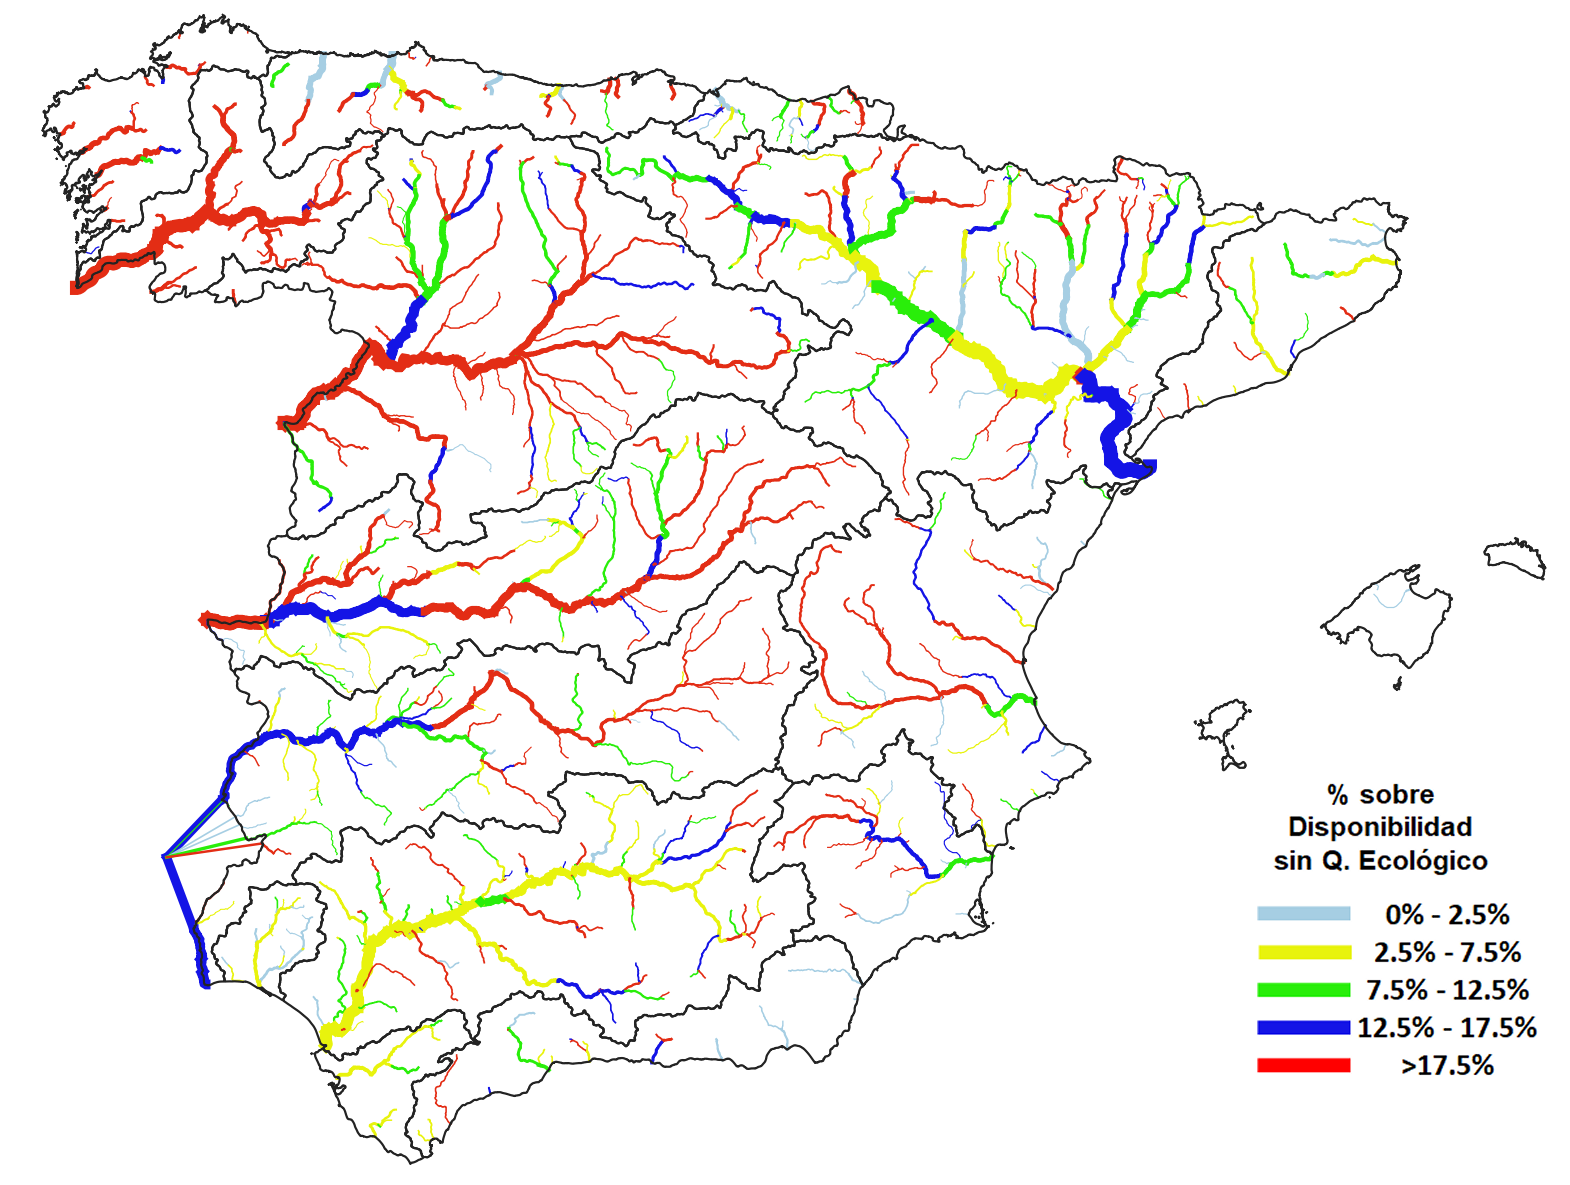 % sobre
Disponibilidad
sin Q. Ecológico
0% - 2.5%
2.5% - 7.5%
7.5% - 12.5%
12.5% - 17.5%
>17.5%